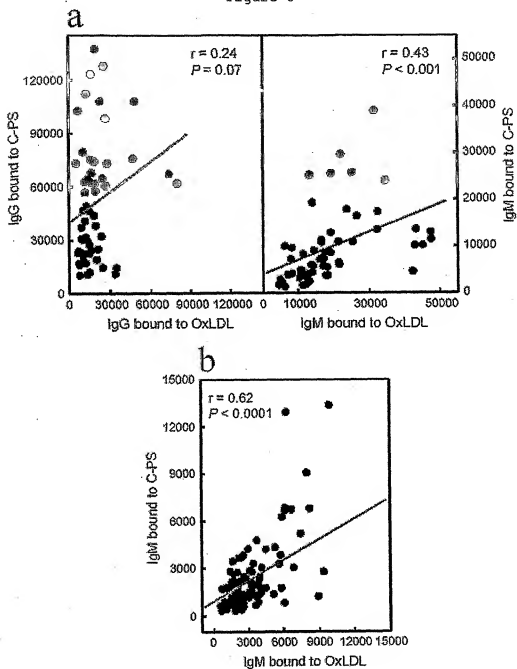 a
r = 0.24
P = 0.07
r = 0.43
P < 0.001
IgG bound to C-PS
120000
90000
60000
30000
0
50000
40000
30000
20000
10000
0
IgM bound to C-PS
0
30000
60000
90000
120000
IgG bound to OxLDL
10000
30000
50000
IgM bound to OxLDL
b
r = 0.62
P < 0.0001
IgM bound to C-PS
15000
12000
9000
6000
3000
0
0
3000
6000
9000
12000
15000
IgM bound to OxLDL